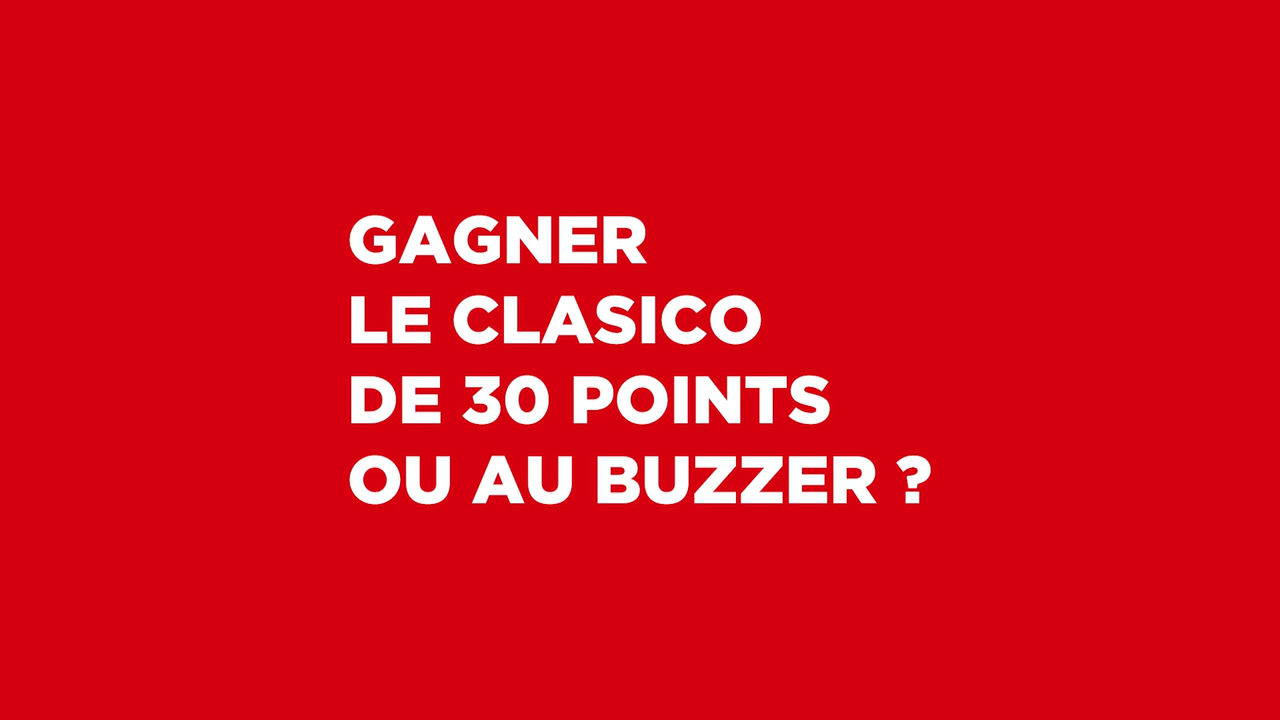 GAGNER
LE CLASICO
DE 30 POINTS
OU AU BUZZER ?